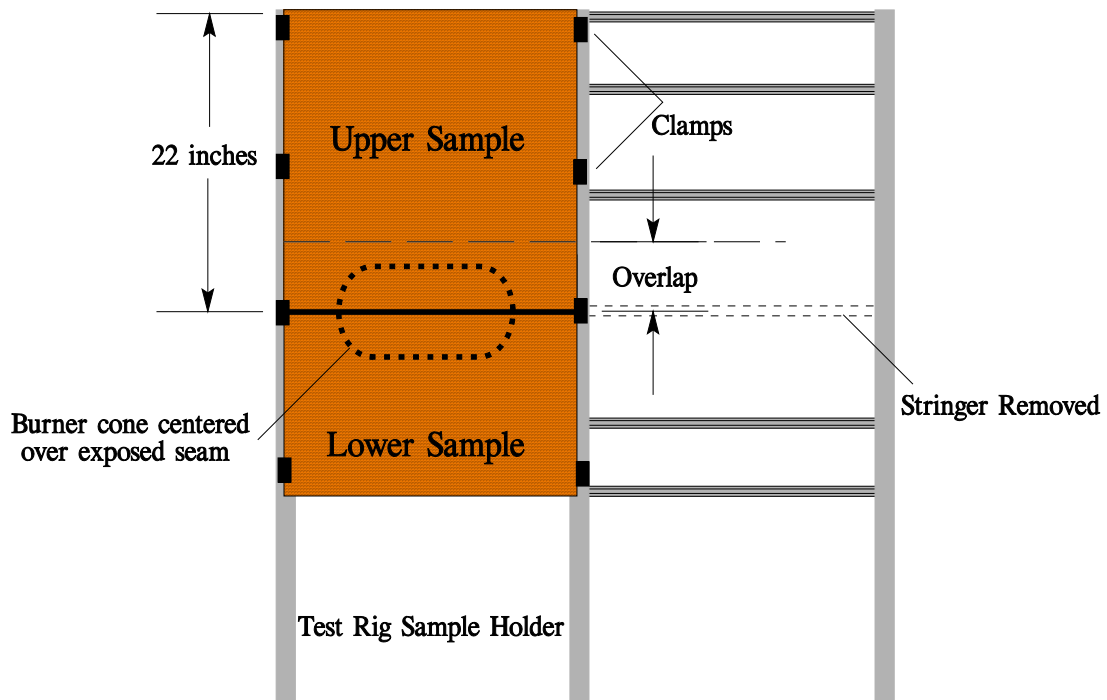 Upper Sample
Clamps
22 inches
Overlap
Stringer Removed
Burner cone centered
over exposed seam
Lower Sample
Test Rig Sample Holder